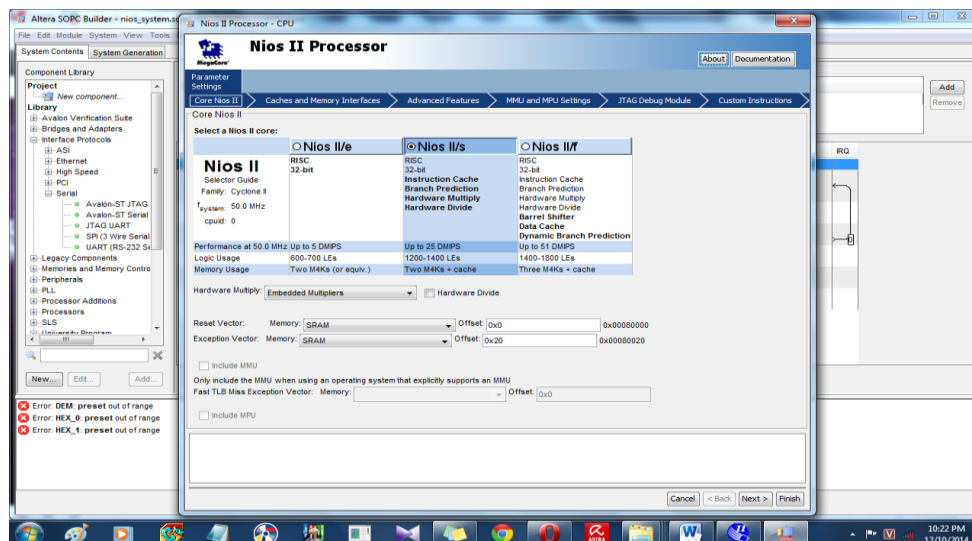 Altera SOPC Builder - nios_system.so
File Edit Module System View Tools
System Contents System Generation
Component Library
Project
New component...
Library
Avalon Verification Suite
Bridges and Adapters
Interface Protocols
ASI
Ethernet
High Speed
PCI
Serial
Avalon-ST JTAG
Avalon-ST Serial
JTAG UART
SPI (3 Wire Serial
UART (RS-232 Se
Legacy Components
Memories and Memory Contro
Peripherals
PLL
Processor Additions
Processors
SLS
University Program
New... Edit... Add...
Error: DEM: preset out of range
Error: HEX_0: preset out of range
Error: HEX_1: preset out of range
Nios II Processor - CPU
MegaCore'
Nios II Processor
About Documentation
Parameter
Settings
Core Nios II Caches and Memory Interfaces Advanced Features MMU and MPU Settings JTAG Debug Module Custom Instructions
Core Nios II
Select a Nios II core:
Nios II/e Nios II/s Nios II/f
Nios II
Selector Guide
Family: Cyclone II
fsystem: 50.0 MHz
cpuid: 0
RISC
32-bit
RISC
32-bit
Instruction Cache
Branch Prediction
Hardware Multiply
Hardware Divide
RISC
32-bit
Instruction Cache
Branch Prediction
Hardware Multiply
Hardware Divide
Barrel Shifter
Data Cache
Dynamic Branch Prediction
Performance at 50.0 MHz Up to 5 DMIPS Up to 25 DMIPS Up to 51 DMIPS
Logic Usage 600-700 LEs 1200-1400 LEs 1400-1800 LEs
Memory Usage Two M4Ks (or equiv.) Two M4Ks + cache Three M4Ks + cache
Hardware Multiply: Embedded Multipliers Hardware Divide
Reset Vector: Memory: SRAM Offset: 0x0 0x00080000
Exception Vector: Memory: SRAM Offset: 0x20 0x00080020
Include MMU
Only include the MMU when using an operating system that explicitly supports an MMU
Fast TLB Miss Exception Vector: Memory: Offset: 0x0
Include MPU
Cancel < Back Next > Finish
Add
Remove
IRQ
10:22 PM
12/10/2014